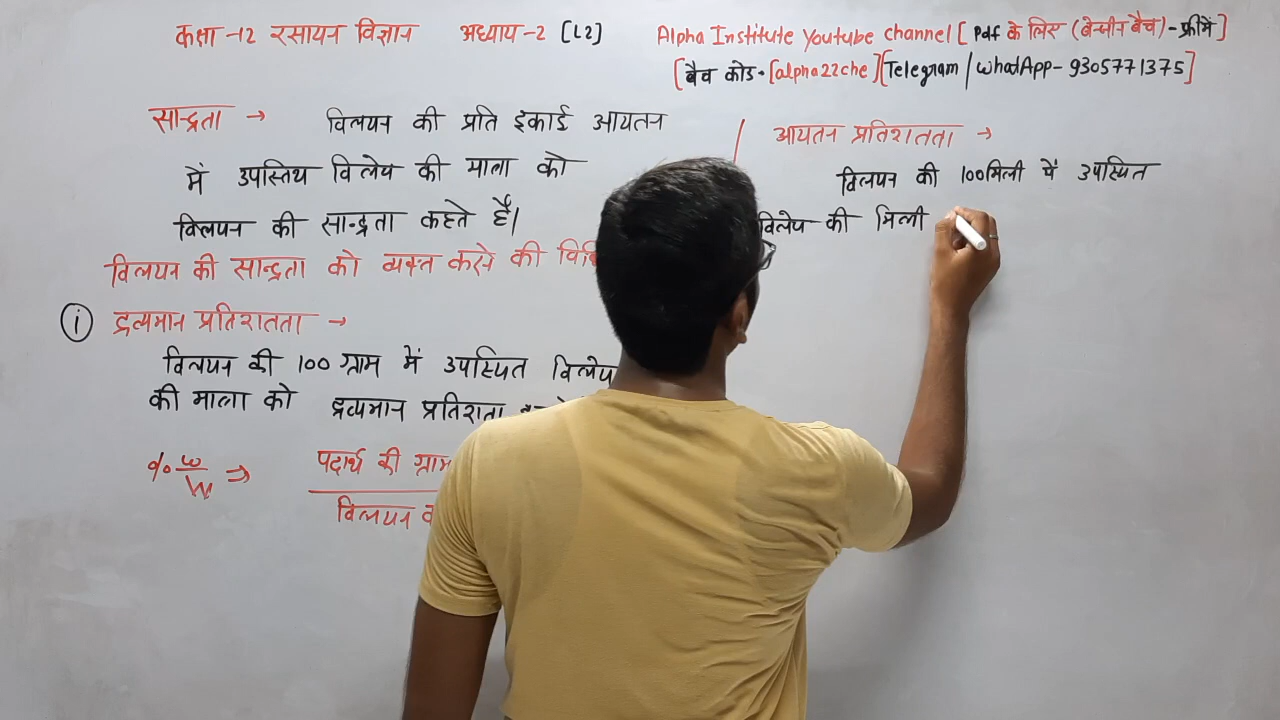 कक्षा -12 रसायन विज्ञान अध्याय-2 [L2]
Alpha Institute Youtube channel [Pdf के लिए (बेन्जीन बैच)-फ्री में]
[बैच कोड-[alpha22che][Telegram/WhatApp-9305771375]
सान्द्रता → विलयन की प्रति इकाई आयतन
में उपस्तिथ विलेय की मात्रा को
विलयन की सान्द्रता कहते हैं।
विलयन की सान्द्रता को व्यक्त करने की
(i) द्रव्यमान प्रतिशतता →
विलयन की 100 ग्राम में उपस्थित विलेय
की मात्रा को द्रव्यमान प्रतिशतता
% w/W ⇒ पदार्थ की ग्राम
विलयन
आयतन प्रतिशतता →
विलयन की 100मिली में उपस्थित
विलेय की मिली